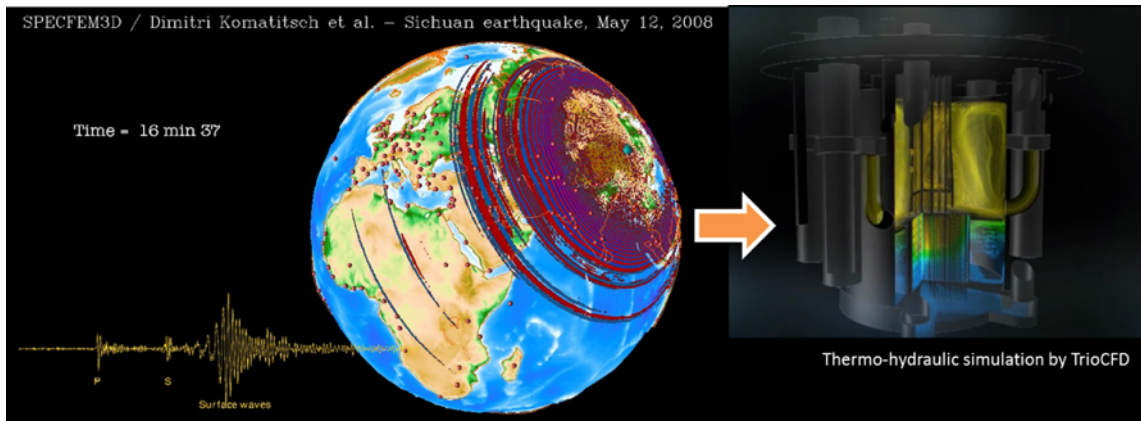 SPECFEM3D / Dimitri Komatitsch et al. – Sichuan earthquake, May 12, 2008
Time = 16 min 37
P
S
Surface waves
Thermo-hydraulic simulation by TrioCFD